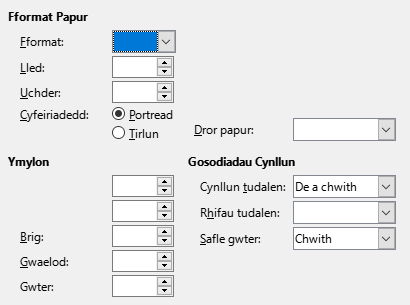 Fformat Papur
Fformat:
Lled:
Uchder:
Cyfeiriadedd: Portread
Tirlun
Dror papur:
Ymylon
Gosodiadau Cynllun
Cynllun tudalen: De a chwith
Rhifau tudalen:
Brig:
Safle gwter: Chwith
Gwaelod:
Gwter: